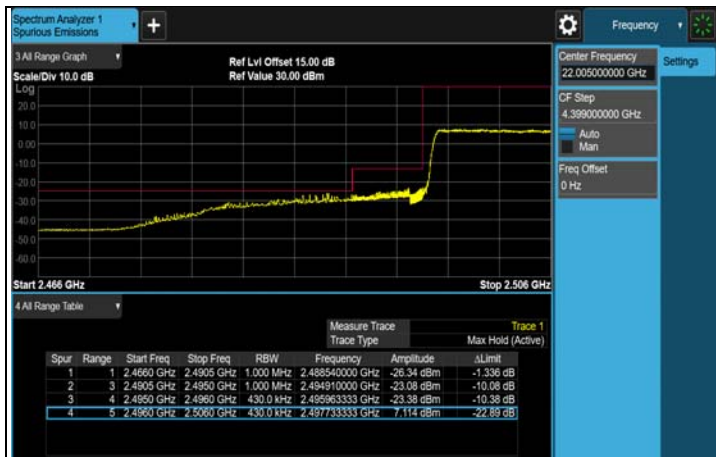 Spectrum Analyzer 1
Spurious Emissions
Frequency
3 All Range Graph
Ref Lvl Offset 15.00 dB
Scale/Div 10.0 dB
Ref Value 30.00 dBm
Log
20.0
10.0
0.00
-10.0
-20.0
-30.0
-40.0
-50.0
-60.0
Start 2.466 GHz
Stop 2.506 GHz
Center Frequency
22.005000000 GHz
Settings
CF Step
4.399000000 GHz
Auto
Man
Freq Offset
0 Hz
4 All Range Table
Measure Trace Trace 1
Trace Type Max Hold (Active)
Spur Range Start Freq Stop Freq RBW Frequency Amplitude ΔLimit
1 1 2.4660 GHz 2.4905 GHz 1.000 MHz 2.488540000 GHz -26.34 dBm -1.336 dB
2 3 2.4905 GHz 2.4950 GHz 1.000 MHz 2.494910000 GHz -23.08 dBm -10.08 dB
3 4 2.4950 GHz 2.4960 GHz 430.0 kHz 2.495963333 GHz -23.38 dBm -10.38 dB
4 5 2.4960 GHz 2.5060 GHz 430.0 kHz 2.497733333 GHz 7.114 dBm -22.89 dB